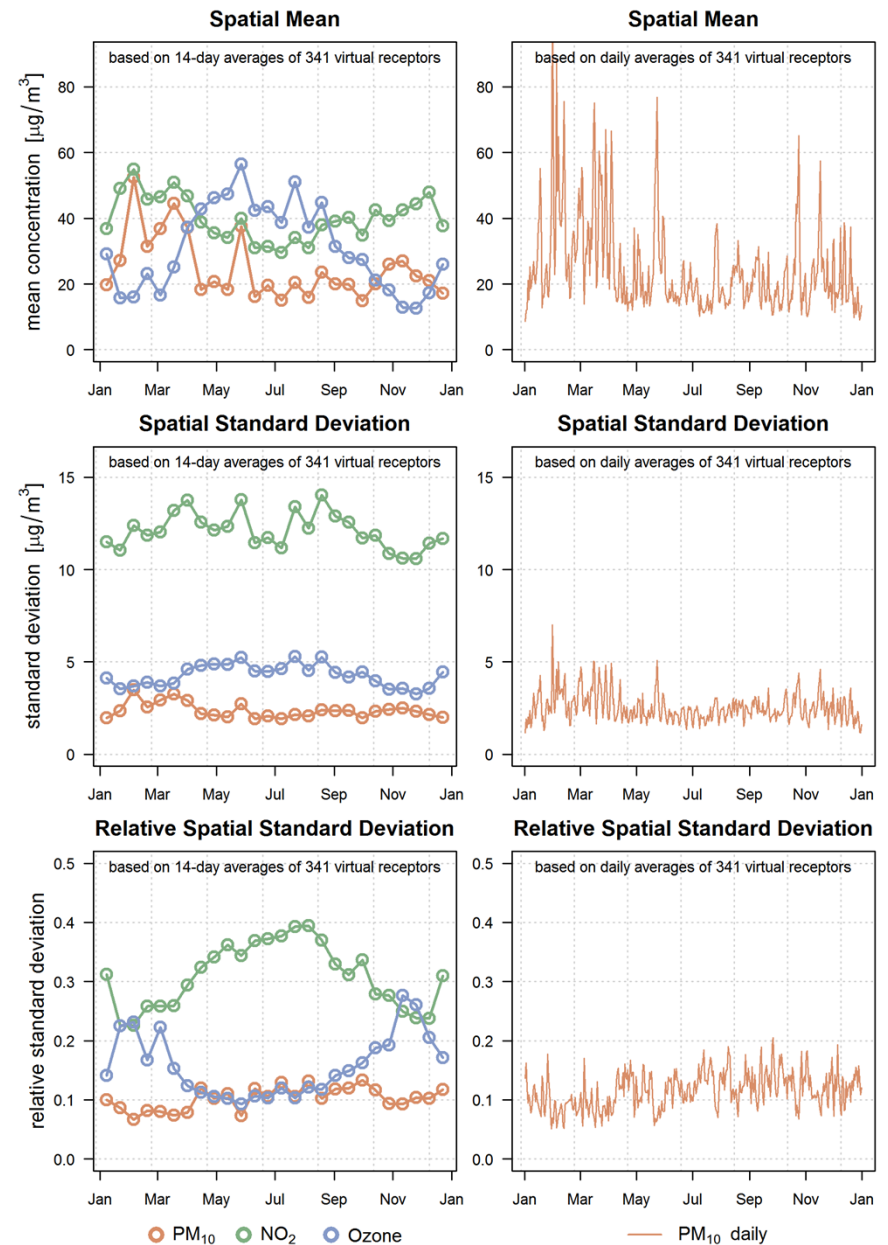 Spatial Mean
Spatial Mean
based on 14-day averages of 341 virtual receptors
based on daily averages of 341 virtual receptors
mean concentration [µg/m³]
80
60
40
20
0
80
60
40
20
0
Jan Mar May Jul Sep Nov Jan
Jan Mar May Jul Sep Nov Jan
Spatial Standard Deviation
Spatial Standard Deviation
based on 14-day averages of 341 virtual receptors
based on daily averages of 341 virtual receptors
standard deviation [µg/m³]
15
10
5
0
15
10
5
0
Jan Mar May Jul Sep Nov Jan
Jan Mar May Jul Sep Nov Jan
Relative Spatial Standard Deviation
Relative Spatial Standard Deviation
based on 14-day averages of 341 virtual receptors
based on daily averages of 341 virtual receptors
relative standard deviation
0.5
0.4
0.3
0.2
0.1
0.0
0.5
0.4
0.3
0.2
0.1
0.0
Jan Mar May Jul Sep Nov Jan
Jan Mar May Jul Sep Nov Jan
PM₁₀ NO₂ Ozone
PM₁₀ daily